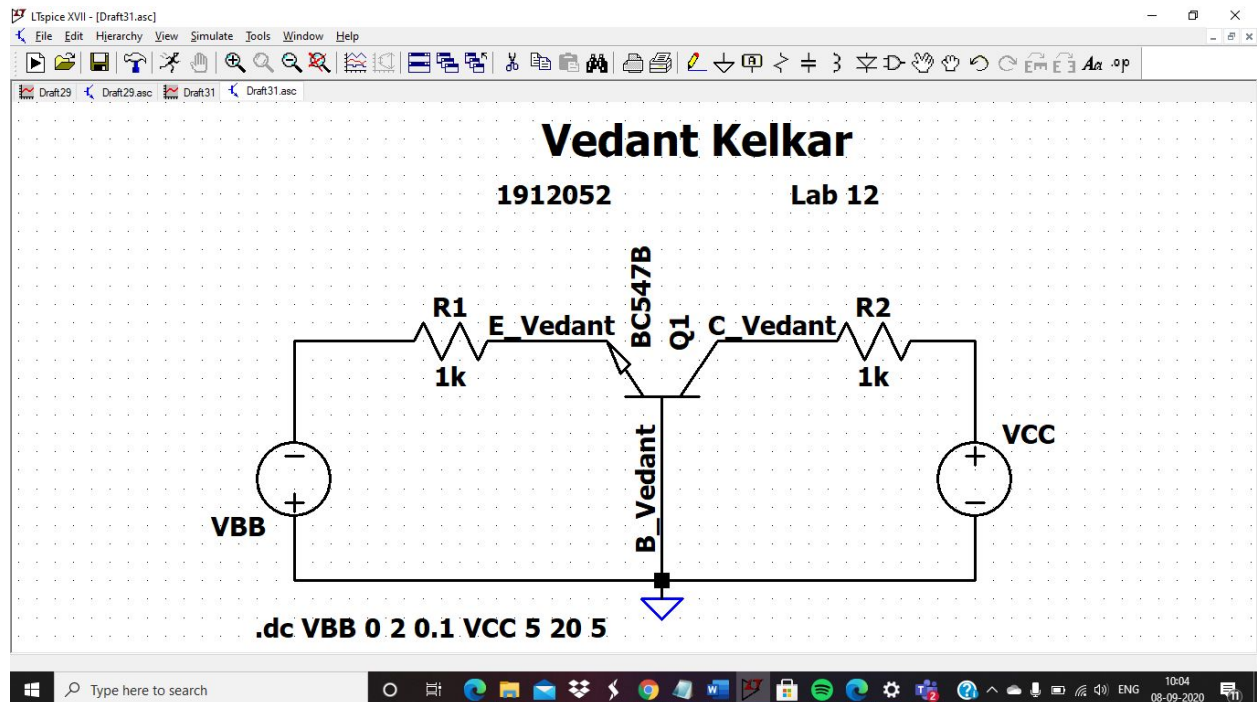 LTspice XVII - [Draft31.asc]
File Edit Hierarchy View Simulate Tools Window Help
Draft29 Draft29.asc Draft31 Draft31.asc
Vedant Kelkar
1912052 Lab 12
BC547B
Q1
R1
E_Vedant
C_Vedant
R2
1k
1k
B_Vedant
VCC
+
-
-
+
VBB
.dc VBB 0 2 0.1 VCC 5 20 5
Type here to search
ENG
10:04
08-09-2020